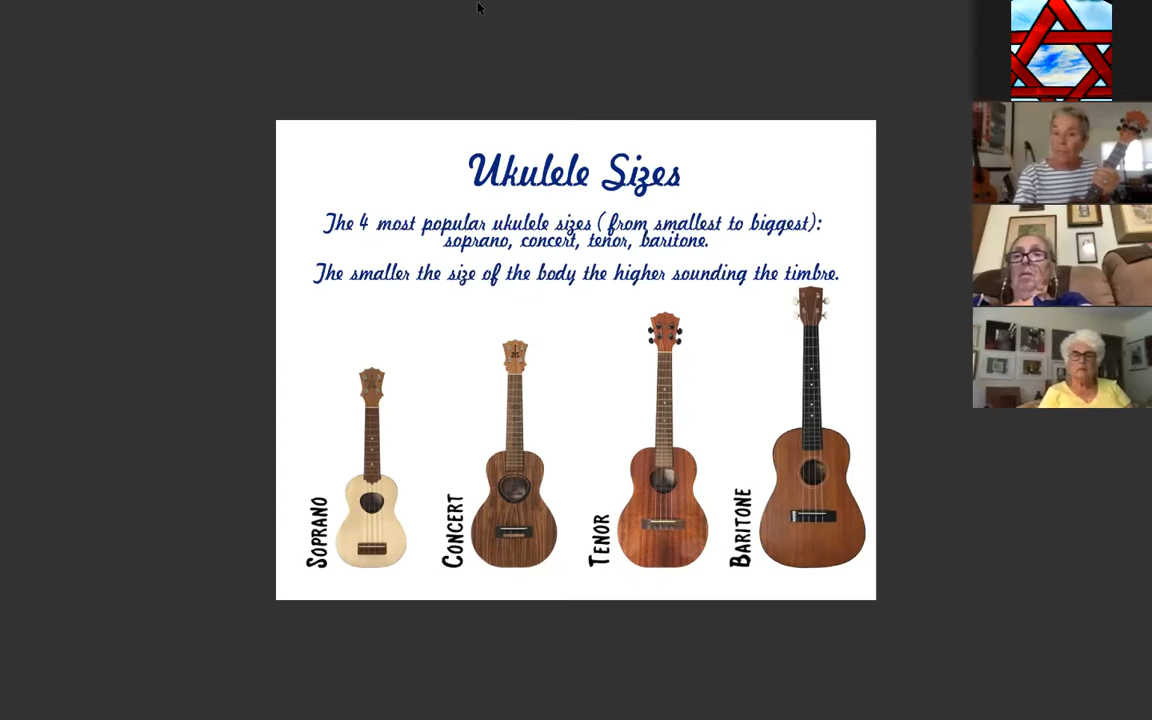 Ukulele Sizes
The 4 most popular ukulele sizes (from smallest to biggest):
soprano, concert, tenor, baritone.
The smaller the size of the body the higher sounding the timbre.
SOPRANO
CONCERT
TENOR
BARITONE